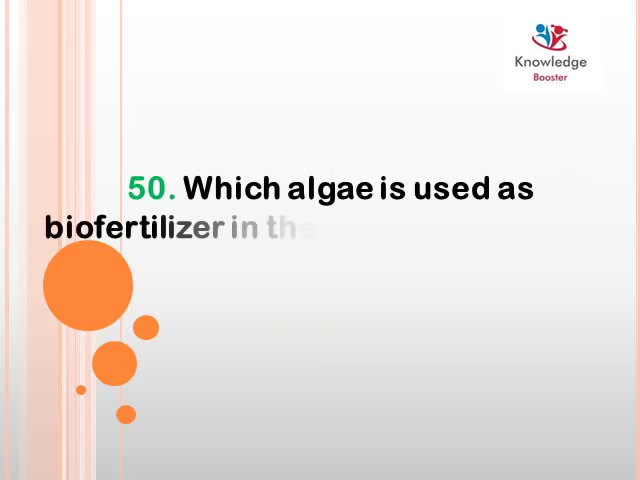 Knowledge
Booster
50. Which algae is used as
biofertilizer in the